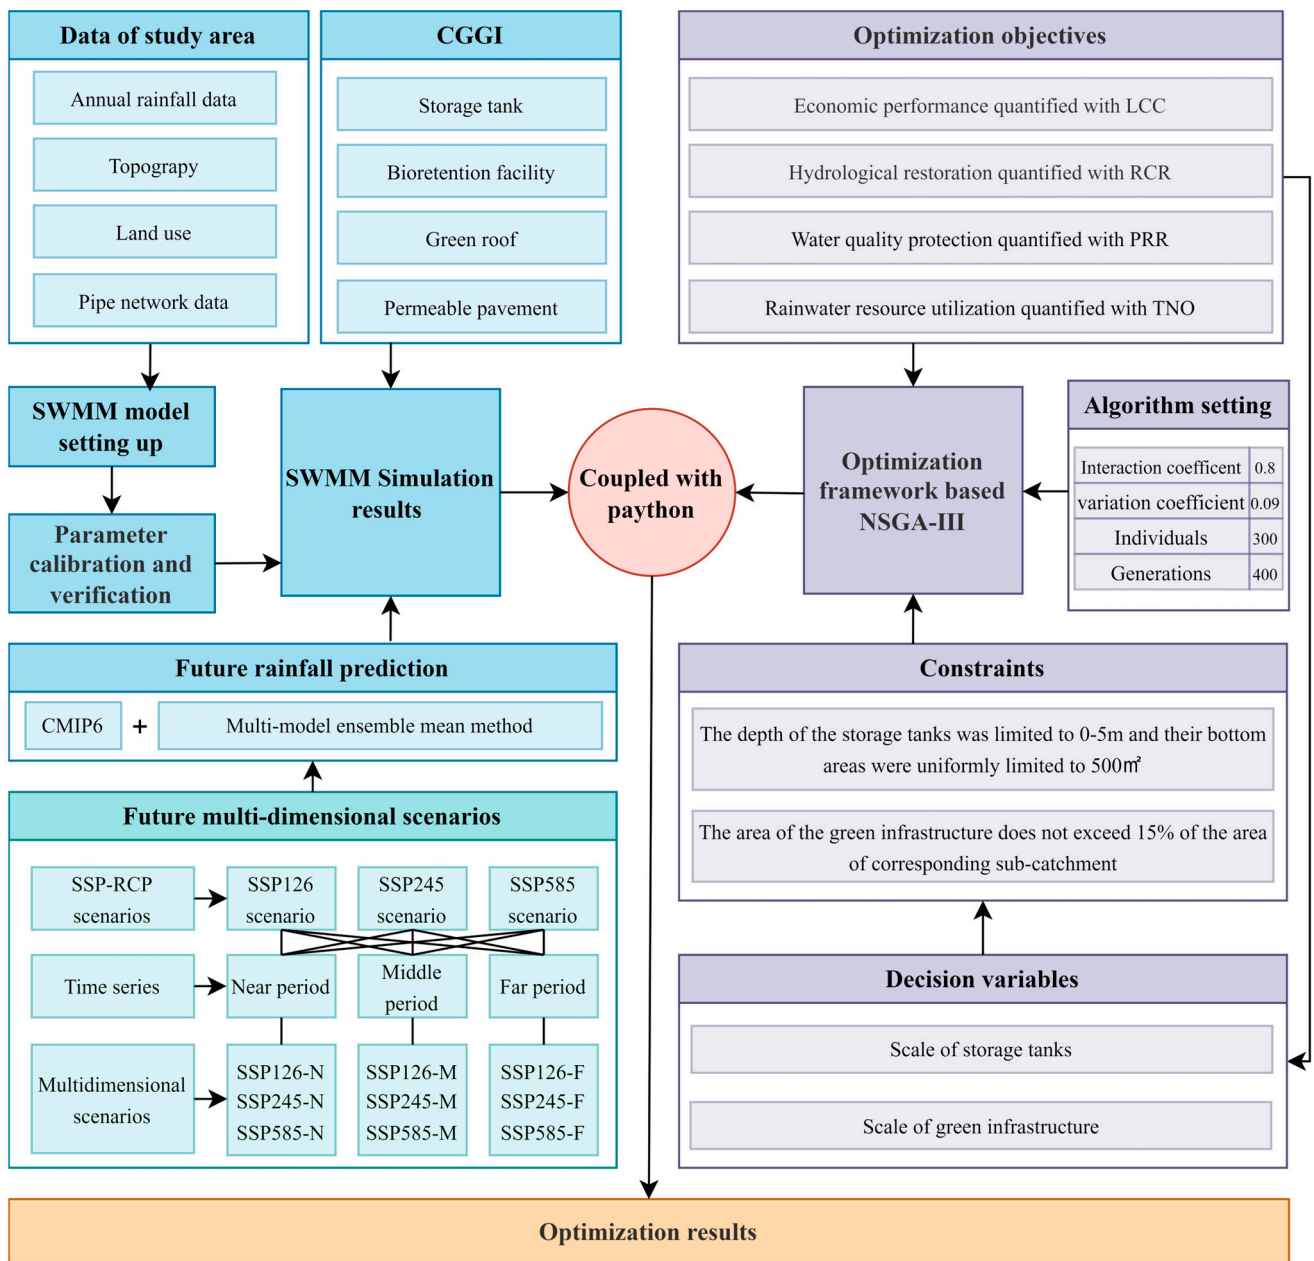 Data of study area
Annual rainfall data
Topograpy
Land use
Pipe network data
CGGI
Storage tank
Bioretention facility
Green roof
Permeable pavement
Optimization objectives
Economic performance quantified with LCC
Hydrological restoration quantified with RCR
Water quality protection quantified with PRR
Rainwater resource utilization quantified with TNO
SWMM model
setting up
Parameter
calibration and
verification
SWMM Simulation
results
Coupled with
paython
Optimization
framework based
NSGA-III
Algorithm setting
Interaction coefficent 0.8
variation coefficient 0.09
Individuals 300
Generations 400
Future rainfall prediction
CMIP6 + Multi-model ensemble mean method
Constraints
The depth of the storage tanks was limited to 0-5m and their bottom
areas were uniformly limited to 500㎡
The area of the green infrastructure does not exceed 15% of the area
of corresponding sub-catchment
Future multi-dimensional scenarios
SSP-RCP
scenarios
SSP126
scenario
SSP245
scenario
SSP585
scenario
Time series
Near period
Middle
period
Far period
Multidimensional
scenarios
SSP126-N
SSP245-N
SSP585-N
SSP126-M
SSP245-M
SSP585-M
SSP126-F
SSP245-F
SSP585-F
Decision variables
Scale of storage tanks
Scale of green infrastructure
Optimization results